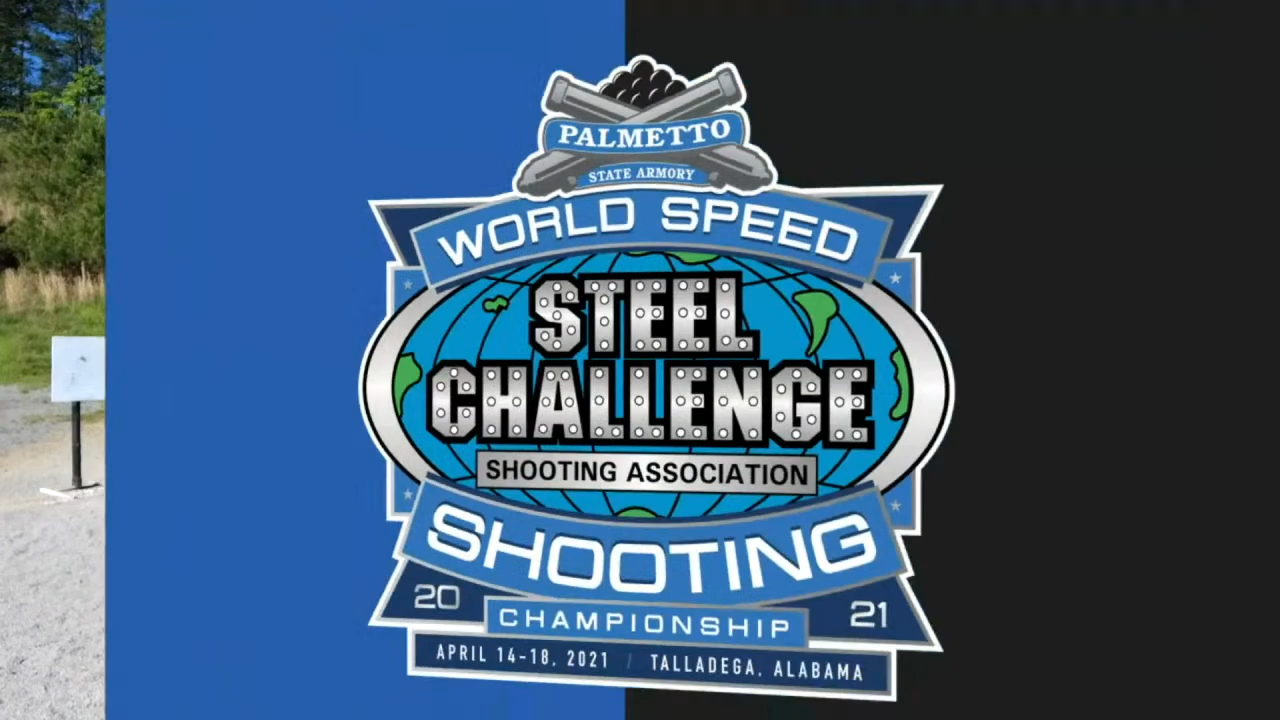 PALMETTO
STATE ARMORY
WORLD SPEED
STEEL
CHALLENGE
SHOOTING ASSOCIATION
SHOOTING
20 21
CHAMPIONSHIP
APRIL 14-18, 2021 / TALLADEGA, ALABAMA